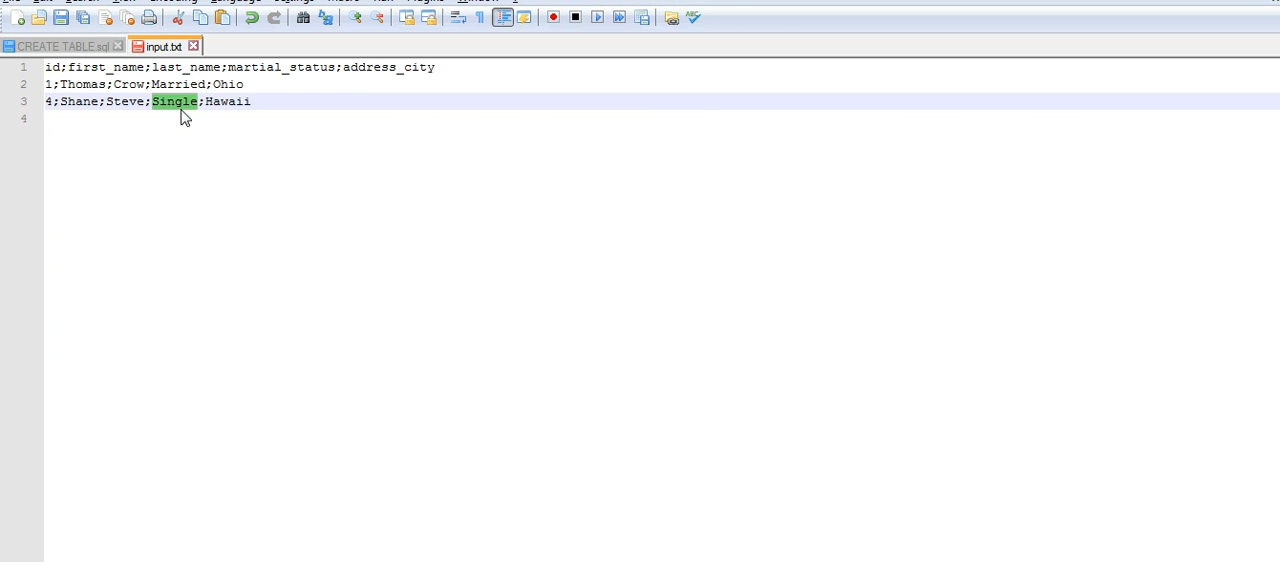 CREATE TABLE.sql
input.txt
1 id;first_name;last_name;martial_status;address_city
2 1;Thomas;Crow;Married;Ohio
3 4;Shane;Steve;Single;Hawaii
4